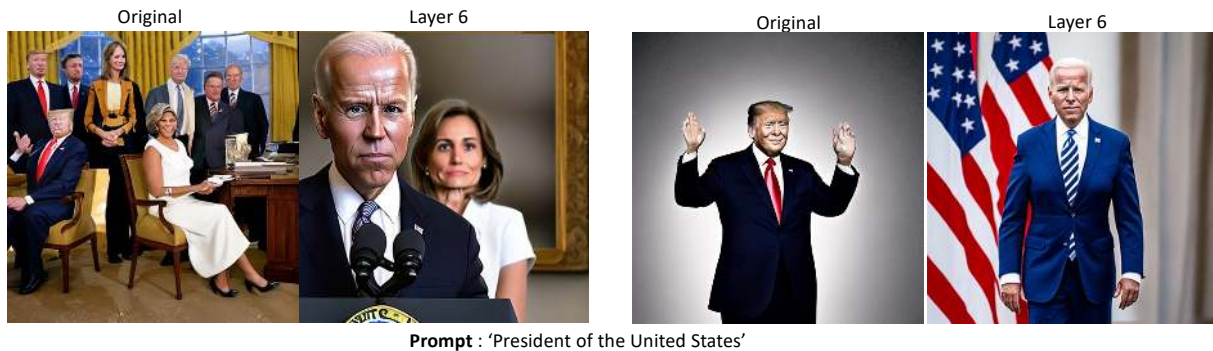 Original Layer 6 Original Layer 6
Prompt : ‘President of the United States’